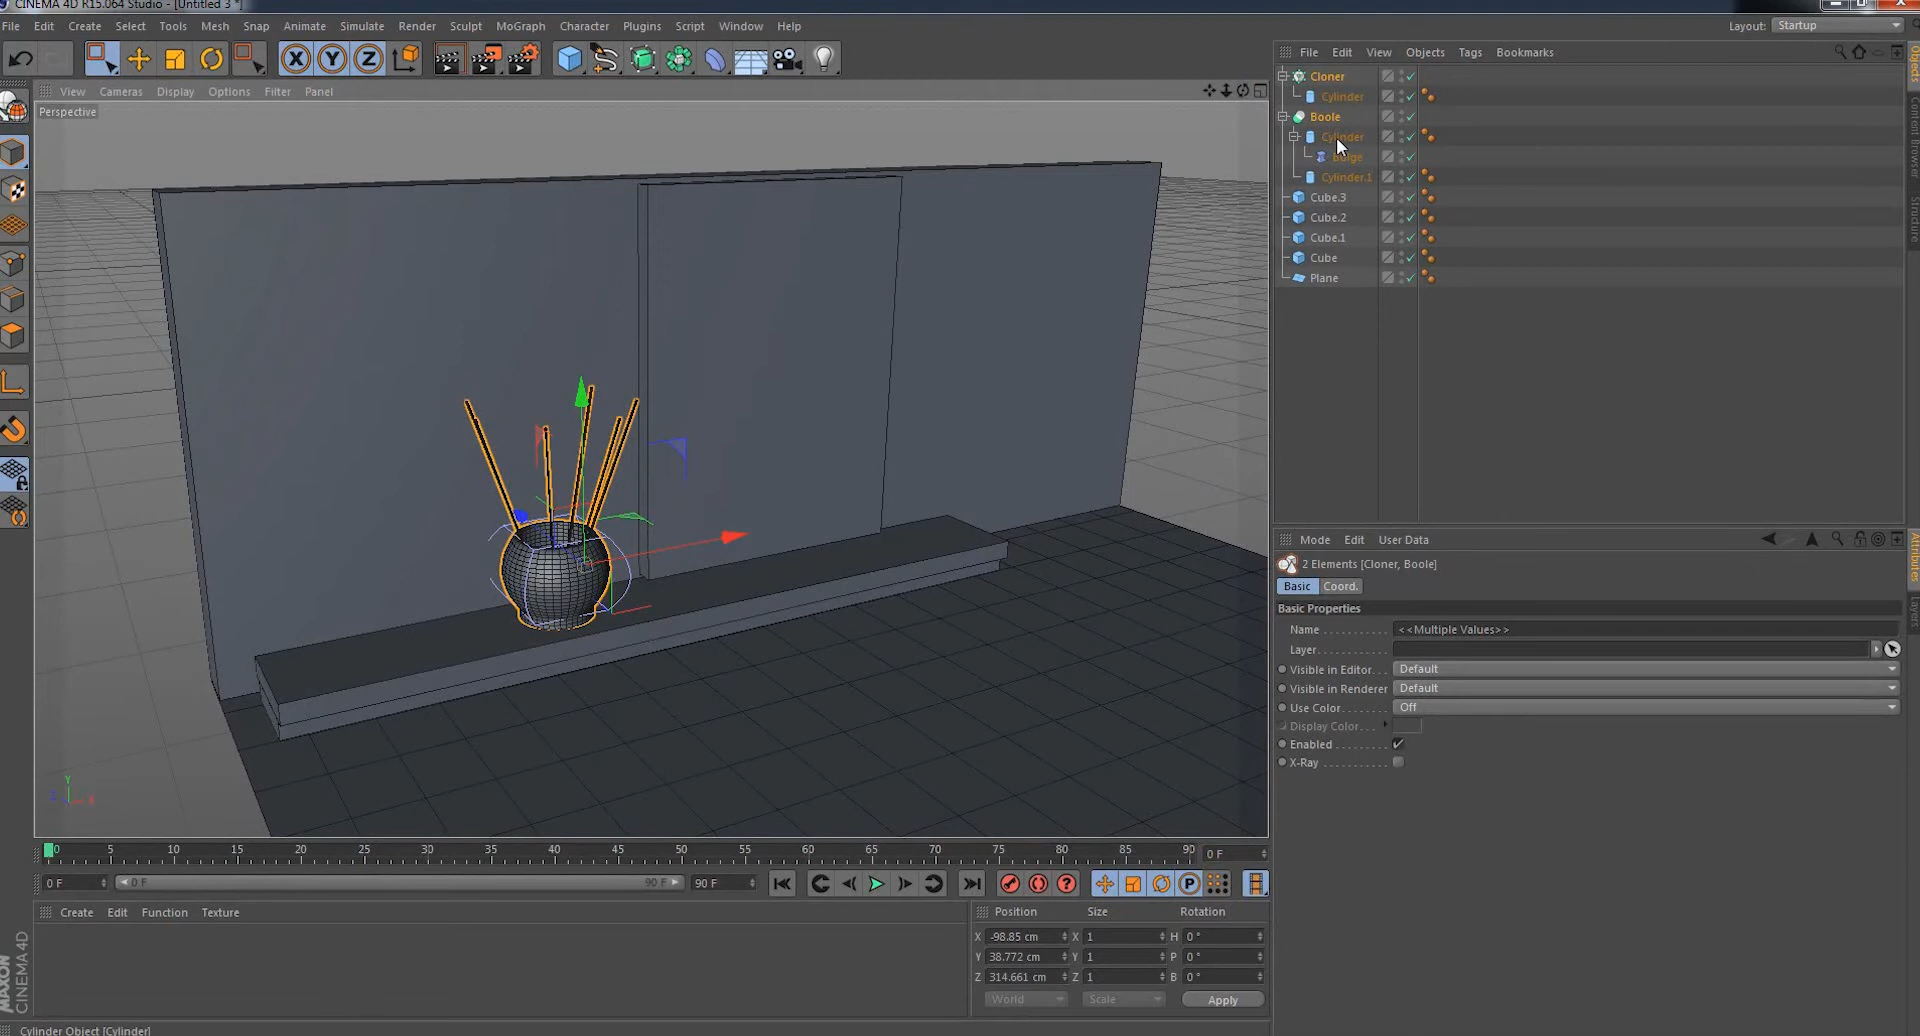 CINEMA 4D R15.064 Studio - [Untitled 3 *]
File Edit Create Select Tools Mesh Snap Animate Simulate Render Sculpt MoGraph Character Plugins Script Window Help
Layout: Startup
View Cameras Display Options Filter Panel
Perspective
File Edit View Objects Tags Bookmarks
Cloner
Cylinder
Boole
Cylinder
Bulge
Cylinder.1
Cube.3
Cube.2
Cube.1
Cube
Plane
Objects
Content Browser
Structure
Mode Edit User Data
2 Elements [Cloner, Boole]
Basic Coord.
Basic Properties
Name <<Multiple Values>>
Layer
Visible in Editor Default
Visible in Renderer Default
Use Color Off
Display Color
Enabled
X-Ray
Attributes
Layers
Y
Z X
0 5 10 15 20 25 30 35 40 45 50 55 60 65 70 75 80 85 90 0 F
0 F 0 F 90 F 90 F
Create Edit Function Texture
Position Size Rotation
X -98.85 cm X 1 H 0 °
Y 38.772 cm Y 1 P 0 °
Z 314.661 cm Z 1 B 0 °
World Scale Apply
MAXON
CINEMA 4D
Cylinder Object [Cylinder]